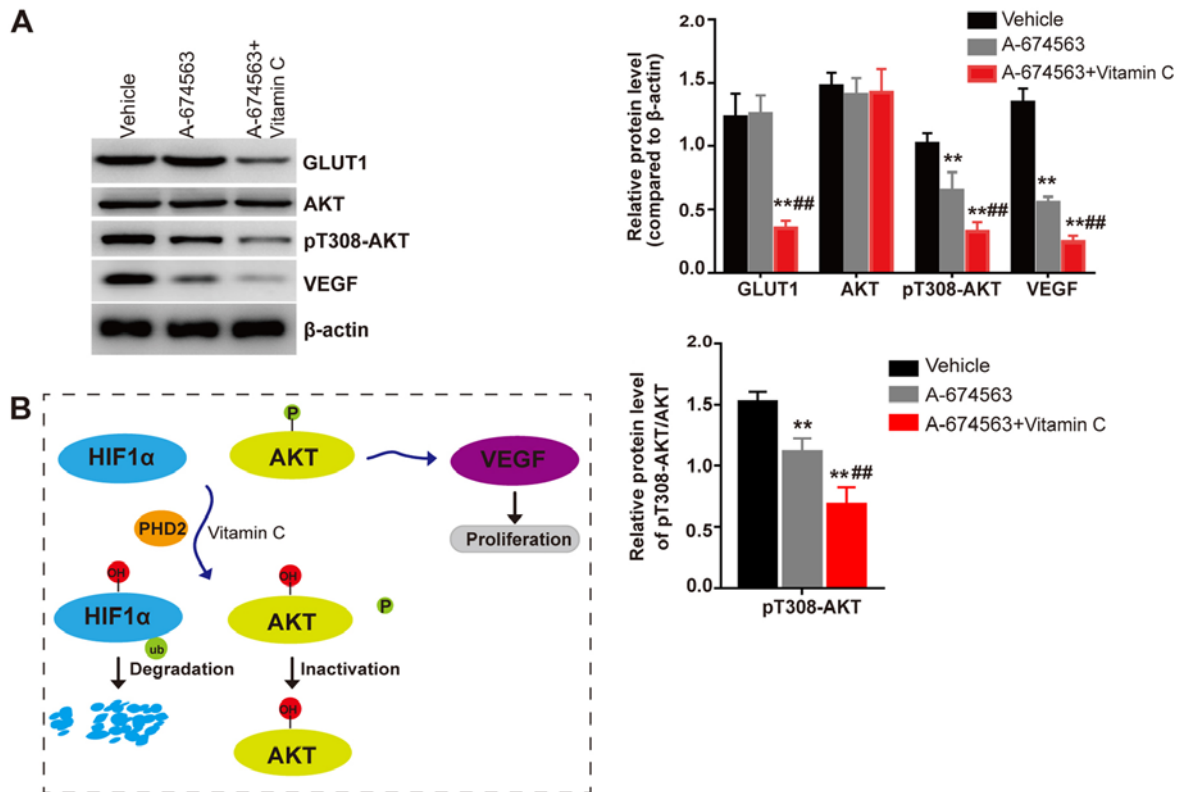 A
Vehicle
A-674563
A-674563+
Vitamin C
GLUT1
AKT
pT308-AKT
VEGF
β-actin
Relative protein level
(compared to β-actin)
2.0
1.5
1.0
0.5
0.0
Vehicle
A-674563
A-674563+Vitamin C
**##
**
**##
**
**##
GLUT1
AKT
pT308-AKT
VEGF
Relative protein level
of pT308-AKT/AKT
2.0
1.5
1.0
0.5
0.0
Vehicle
A-674563
A-674563+Vitamin C
**
**##
pT308-AKT
B
HIF1α
P
AKT
VEGF
PHD2
Vitamin C
Proliferation
OH
HIF1α
ub
OH
AKT
P
Degradation
Inactivation
OH
AKT